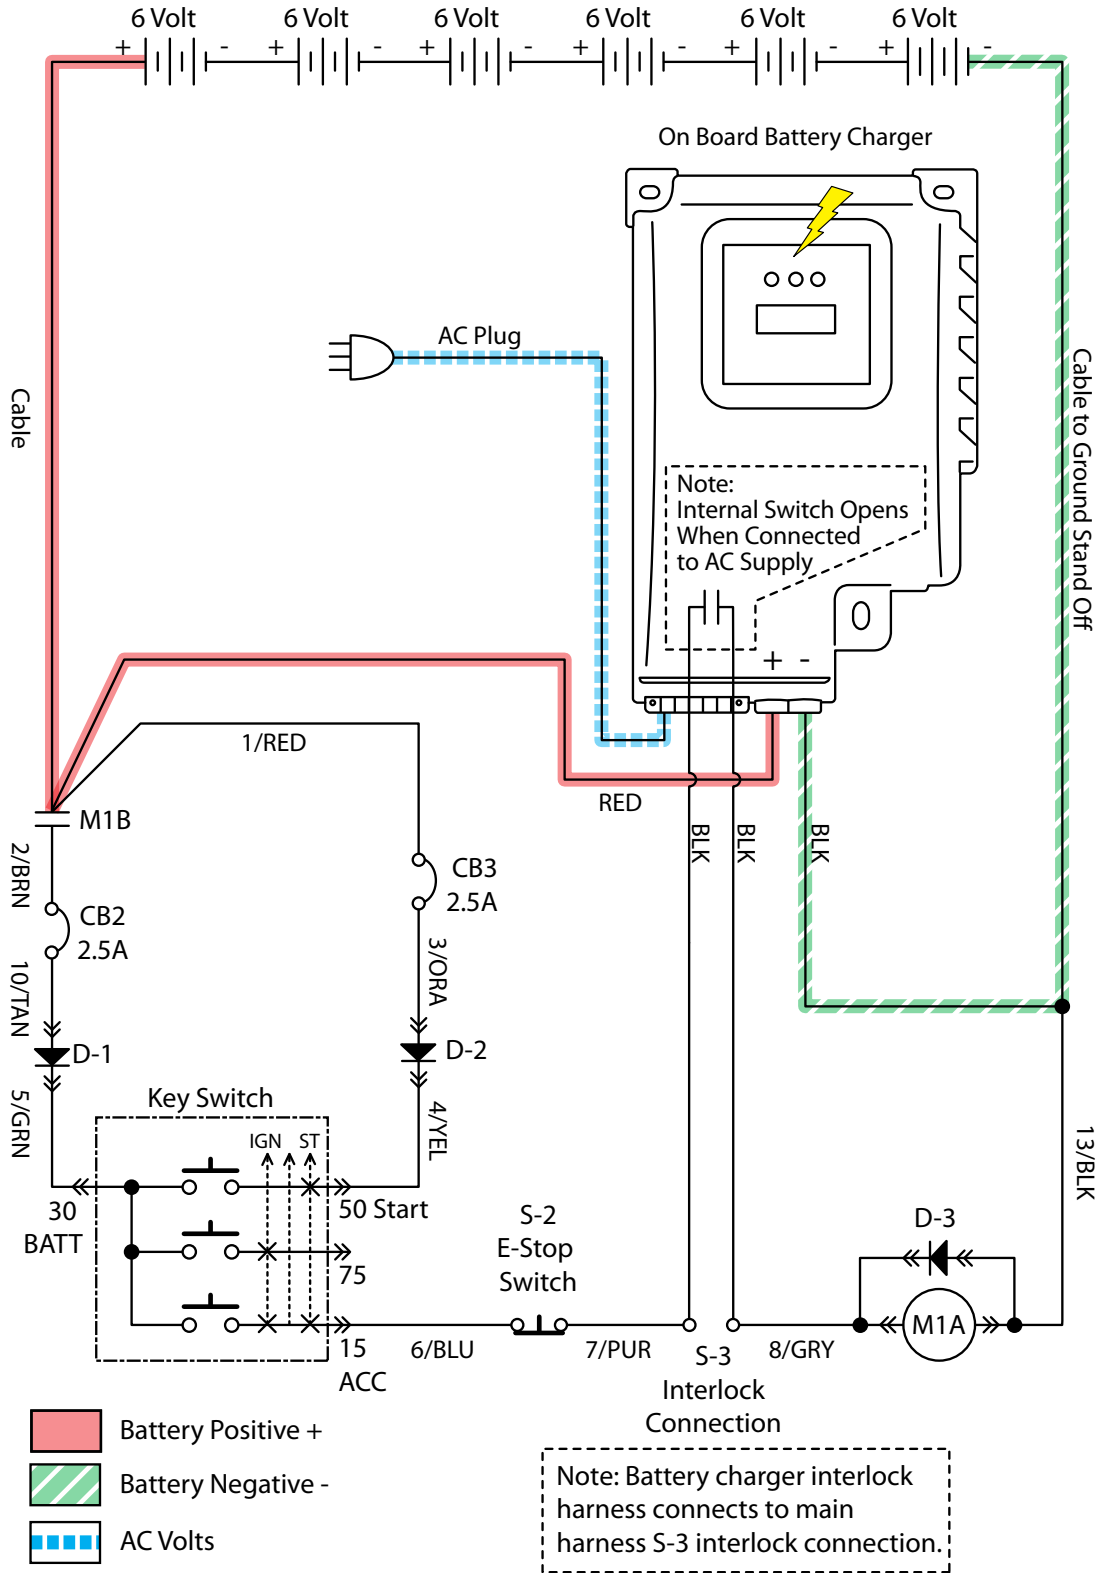 6 Volt 6 Volt 6 Volt 6 Volt 6 Volt 6 Volt
+ - + - + - + - + - + -
On Board Battery Charger
AC Plug
Cable
Cable to Ground Stand Off
Note:
Internal Switch Opens
When Connected
to AC Supply
+ -
1/RED
RED
M1B
BLK BLK BLK
2/BRN
CB2
2.5A
CB3
2.5A
10/TAN
3/ORA
D-1
D-2
5/GRN
4/YEL
Key Switch
IGN ST
13/BLK
30
BATT
50 Start
75
15
ACC
S-2
E-Stop
Switch
D-3
M1A
6/BLU
7/PUR
8/GRY
S-3
Interlock
Connection
Battery Positive +
Battery Negative -
AC Volts
Note: Battery charger interlock
harness connects to main
harness S-3 interlock connection.